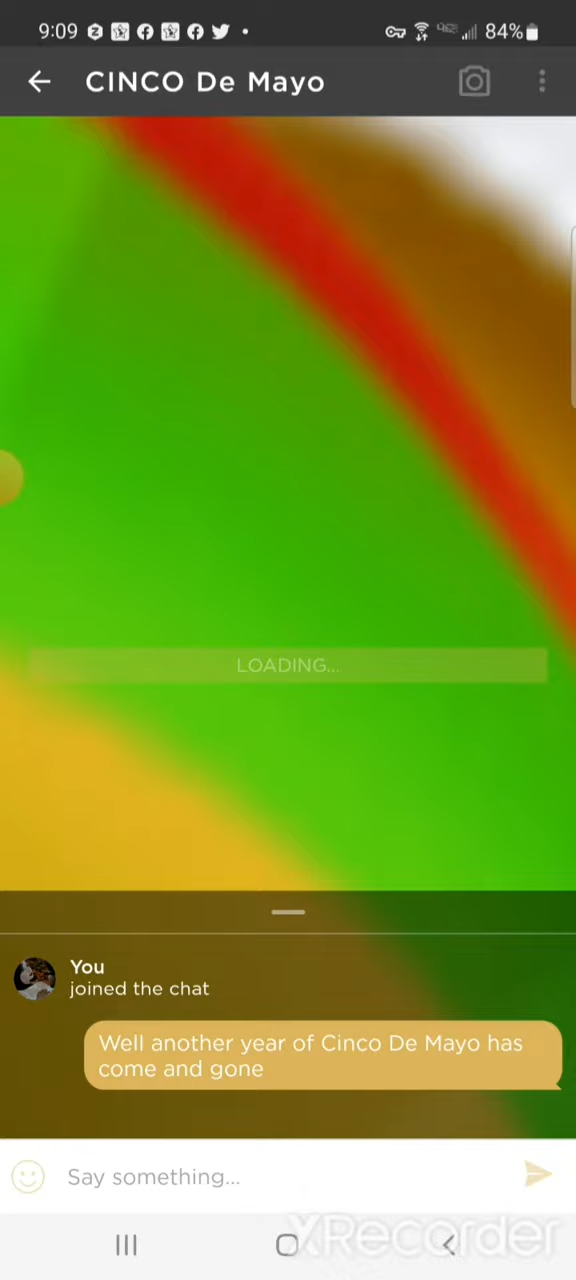 9:09
84%
CINCO De Mayo
LOADING...
You
joined the chat
Well another year of Cinco De Mayo has
come and gone
Say something...
XRecorder